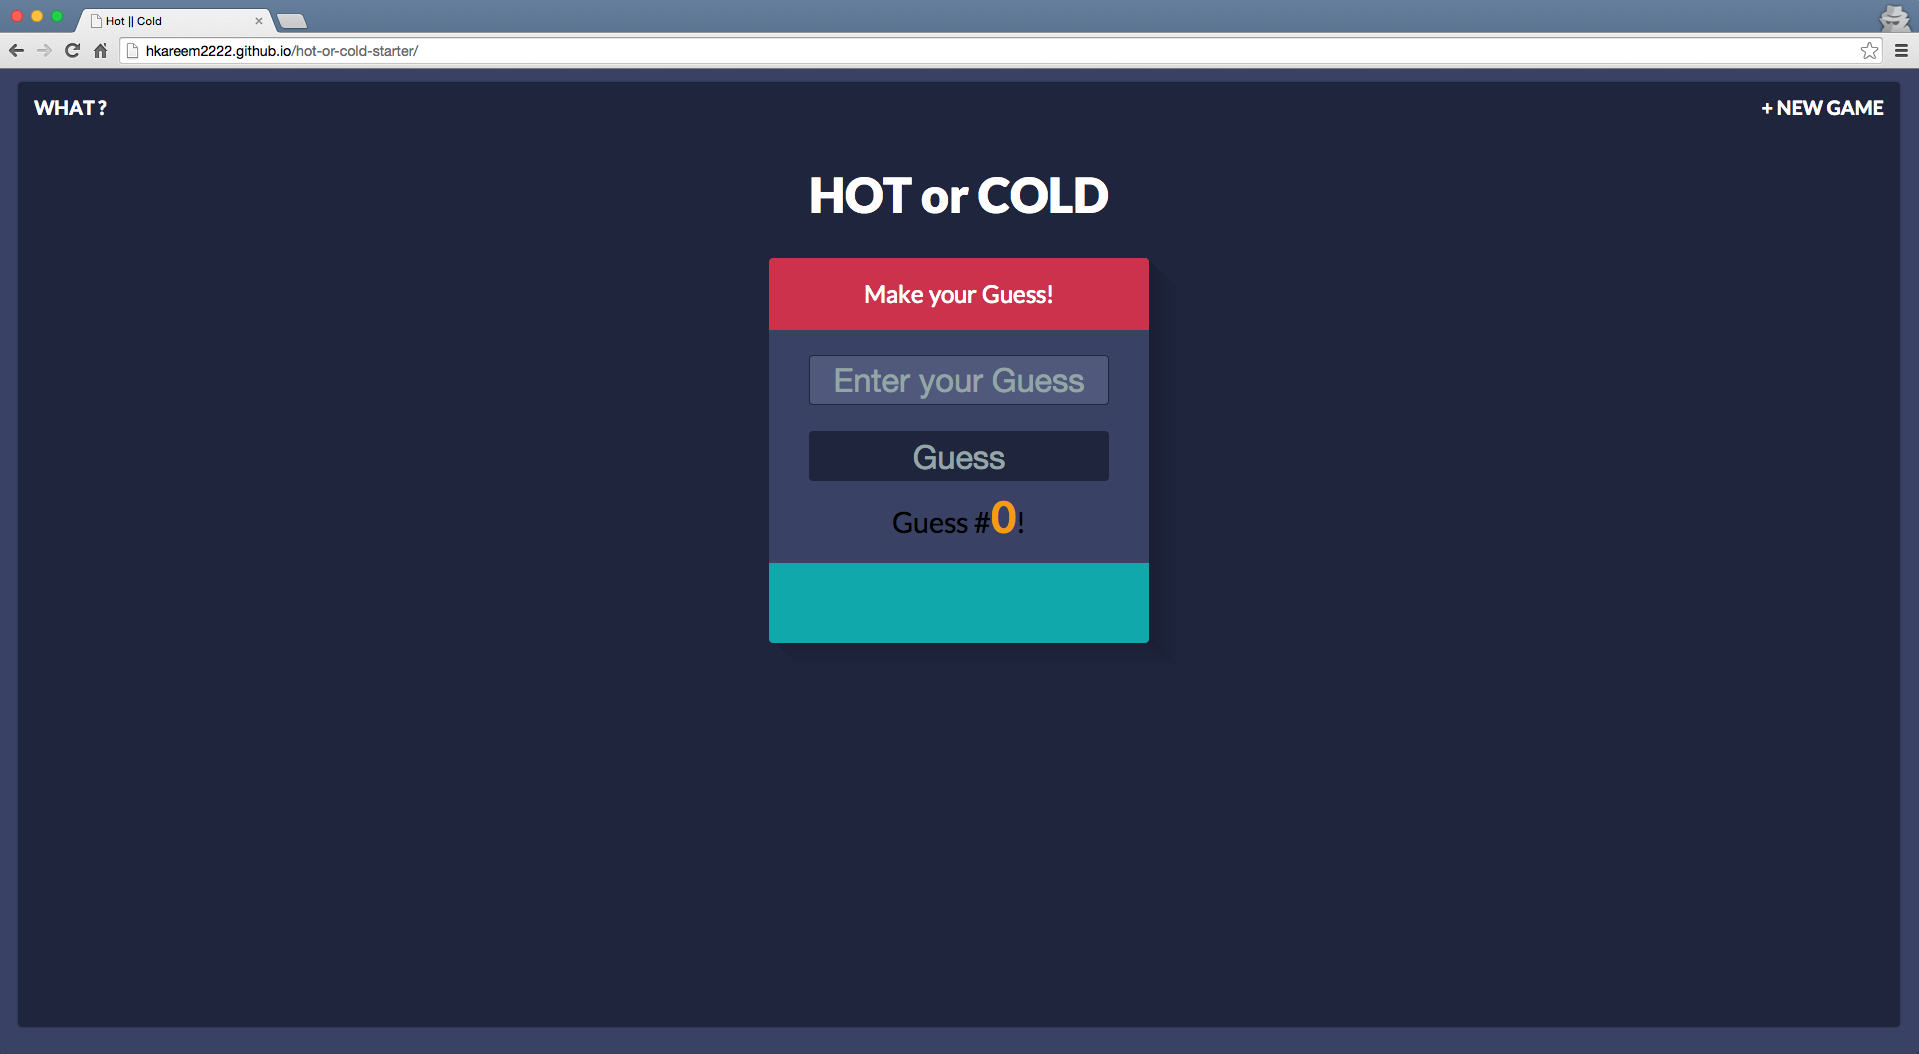 Hot || Cold
hkareem2222.github.io/hot-or-cold-starter/
WHAT ?
+ NEW GAME
HOT or COLD
Make your Guess!
Enter your Guess
Guess
Guess #0!